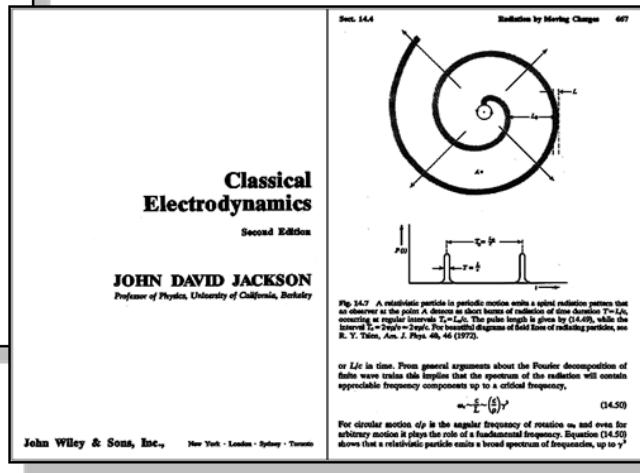 Classical
Electrodynamics
Second Edition
JOHN DAVID JACKSON
Professor of Physics, University of California, Berkeley
John Wiley & Sons, Inc., New York · London · Sydney · Toronto
Sect. 14.4 Radiation by Moving Charges 667
L
L₀
A
P(t)
T = L/c
t
Fig. 14.7 A relativistic particle in periodic motion emits a spiral radiation pattern that
an observer at the point A detects as short bursts of radiation of time duration T = L/c,
occurring at regular intervals T₀ = L₀/c. The pulse length is given by (14.49), while the
interval T₀ = 2πρ/v ≃ 2πρ/c. For beautiful diagrams of field lines of radiating particles, see
R. Y. Tsien, Am. J. Phys. 40, 46 (1972).
or L/c in time. From general arguments about the Fourier decomposition of
finite wave trains this implies that the spectrum of the radiation will contain
appreciable frequency components up to a critical frequency,
ω_c ~ c/L ~ (c/ρ)γ³ (14.50)
For circular motion c/ρ is the angular frequency of rotation ω₀ and even for
arbitrary motion it plays the role of a fundamental frequency. Equation (14.50)
shows that a relativistic particle emits a broad spectrum of frequencies, up to γ³